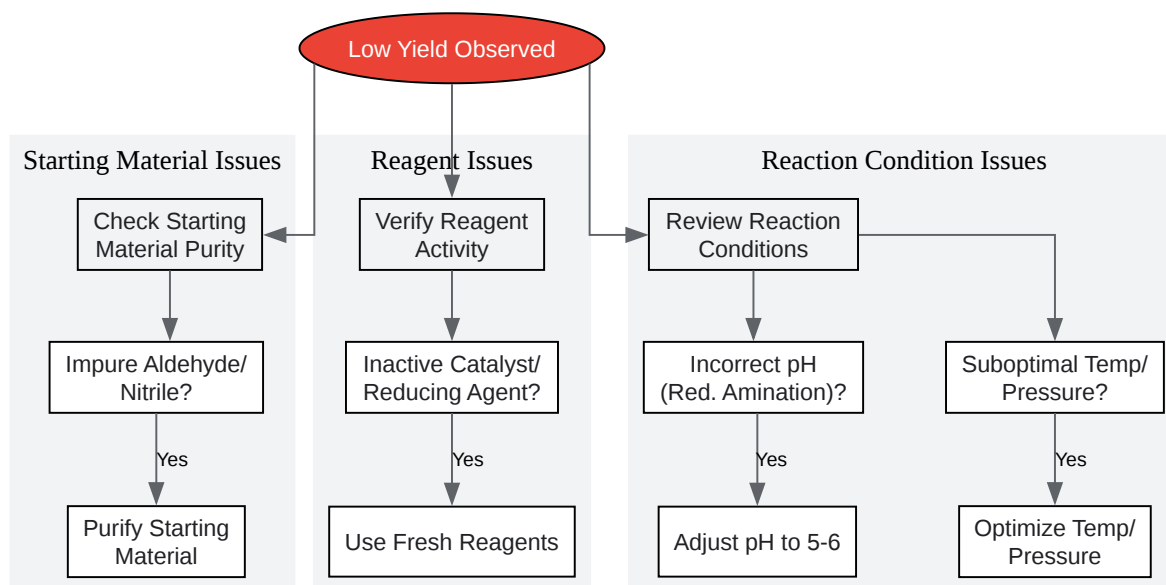 Low Yield Observed
Starting Material Issues
Reagent Issues
Reaction Condition Issues
Check Starting
Material Purity
Verify Reagent
Activity
Review Reaction
Conditions
Impure Aldehyde/
Nitrile?
Inactive Catalyst/
Reducing Agent?
Incorrect pH
(Red. Amination)?
Suboptimal Temp/
Pressure?
Yes
Yes
Yes
Yes
Purify Starting
Material
Use Fresh Reagents
Adjust pH to 5-6
Optimize Temp/
Pressure